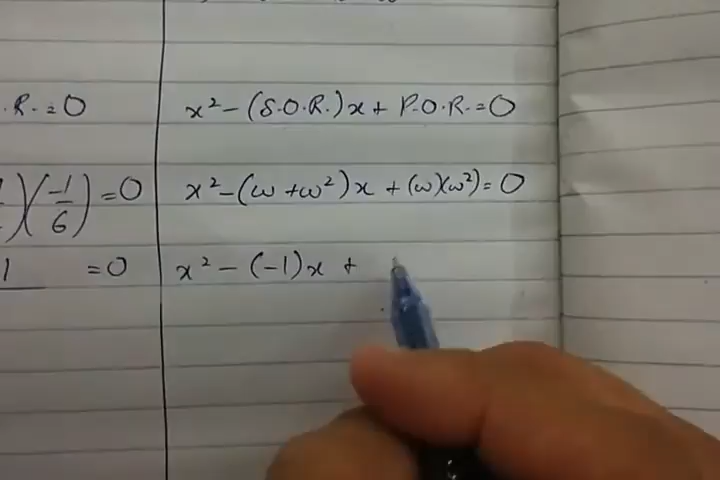 .R. = 0
)(-1/6) = 0
1 = 0
x² - (S.O.R.)x + P.O.R. = 0
x² - (ω + ω²)x + (ω)(ω²) = 0
x² - (-1)x +